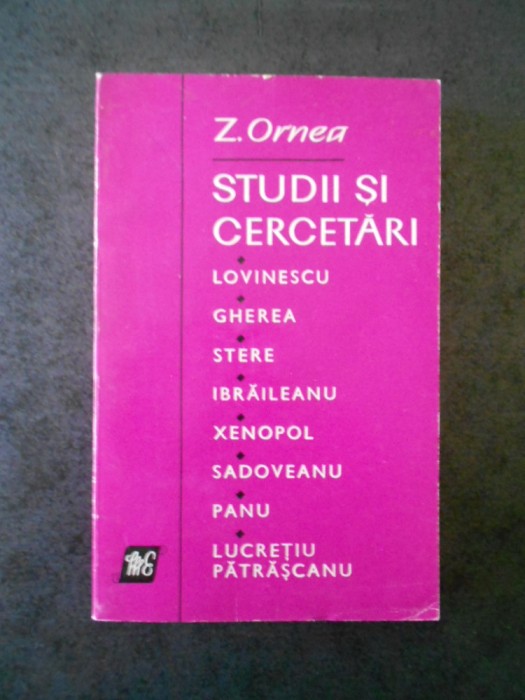 Z. Ornea
STUDII ȘI
CERCETĂRI
LOVINESCU
GHEREA
STERE
IBRĂILEANU
XENOPOL
SADOVEANU
PANU
LUCREȚIU
PĂTRĂȘCANU